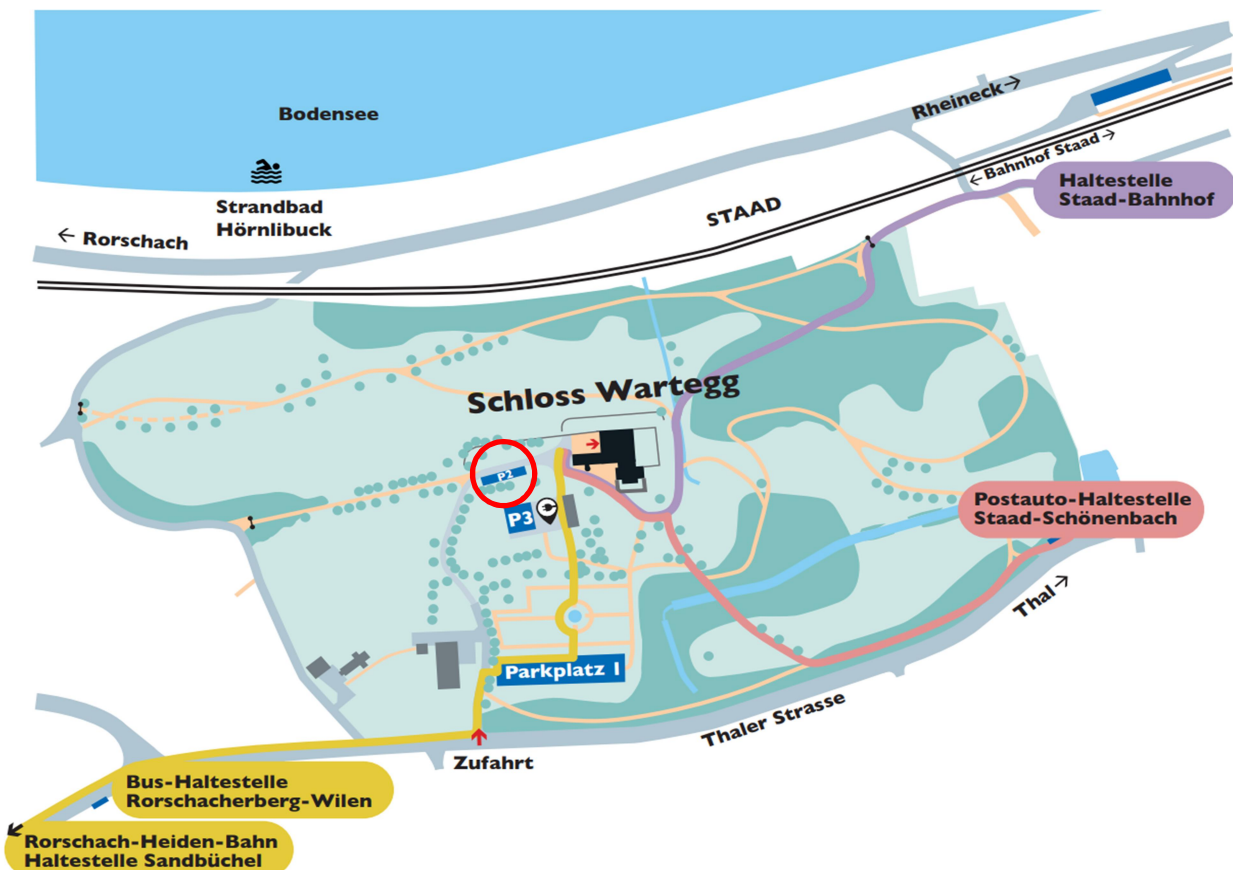 Bodensee
Rheineck→
←Bahnhof Staad→
Haltestelle
Staad-Bahnhof
Strandbad
Hörnlibuck
STAAD
← Rorschach
Schloss Wartegg
P2
P3
Postauto-Haltestelle
Staad-Schönenbach
Thal→
Parkplatz 1
Thaler Strasse
Zufahrt
Bus-Haltestelle
Rorschacherberg-Wilen
Rorschach-Heiden-Bahn
Haltestelle Sandbüchel